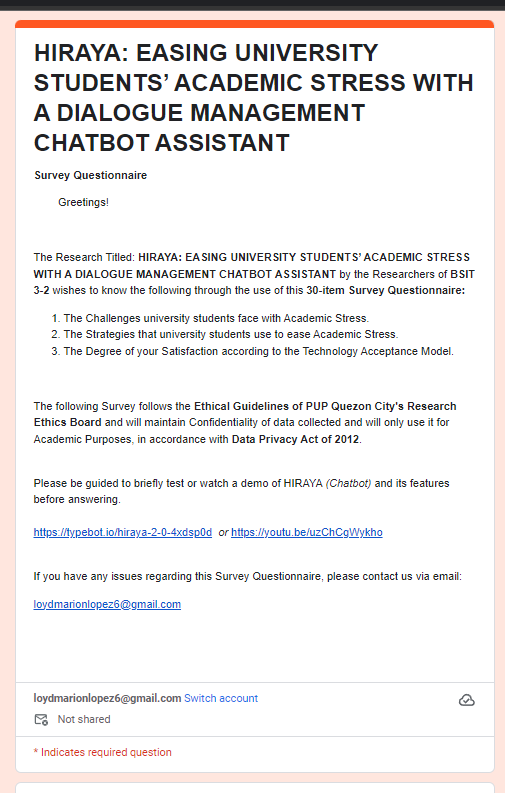 HIRAYA: EASING UNIVERSITY
STUDENTS' ACADEMIC STRESS WITH
A DIALOGUE MANAGEMENT
CHATBOT ASSISTANT
Survey Questionnaire
Greetings!
The Research Titled: HIRAYA: EASING UNIVERSITY STUDENTS' ACADEMIC STRESS
WITH A DIALOGUE MANAGEMENT CHATBOT ASSISTANT by the Researchers of BSIT
3-2 wishes to know the following through the use of this 30-item Survey Questionnaire:
1. The Challenges university students face with Academic Stress.
2. The Strategies that university students use to ease Academic Stress.
3. The Degree of your Satisfaction according to the Technology Acceptance Model.
The following Survey follows the Ethical Guidelines of PUP Quezon City's Research
Ethics Board and will maintain Confidentiality of data collected and will only use it for
Academic Purposes, in accordance with Data Privacy Act of 2012.
Please be guided to briefly test or watch a demo of HIRAYA (Chatbot) and its features
before answering.
https://typebot.io/hiraya-2-0-4xdsp0d or https://youtu.be/uzChCgWykho
If you have any issues regarding this Survey Questionnaire, please contact us via email:
loydmarionlopez6@gmail.com
loydmarionlopez6@gmail.com Switch account
Not shared
* Indicates required question